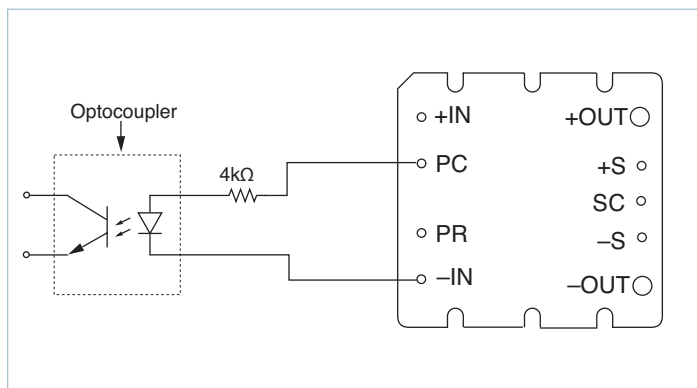 Optocoupler
4kΩ
+IN
+OUT
PC
+S
SC
PR
–S
–IN
–OUT